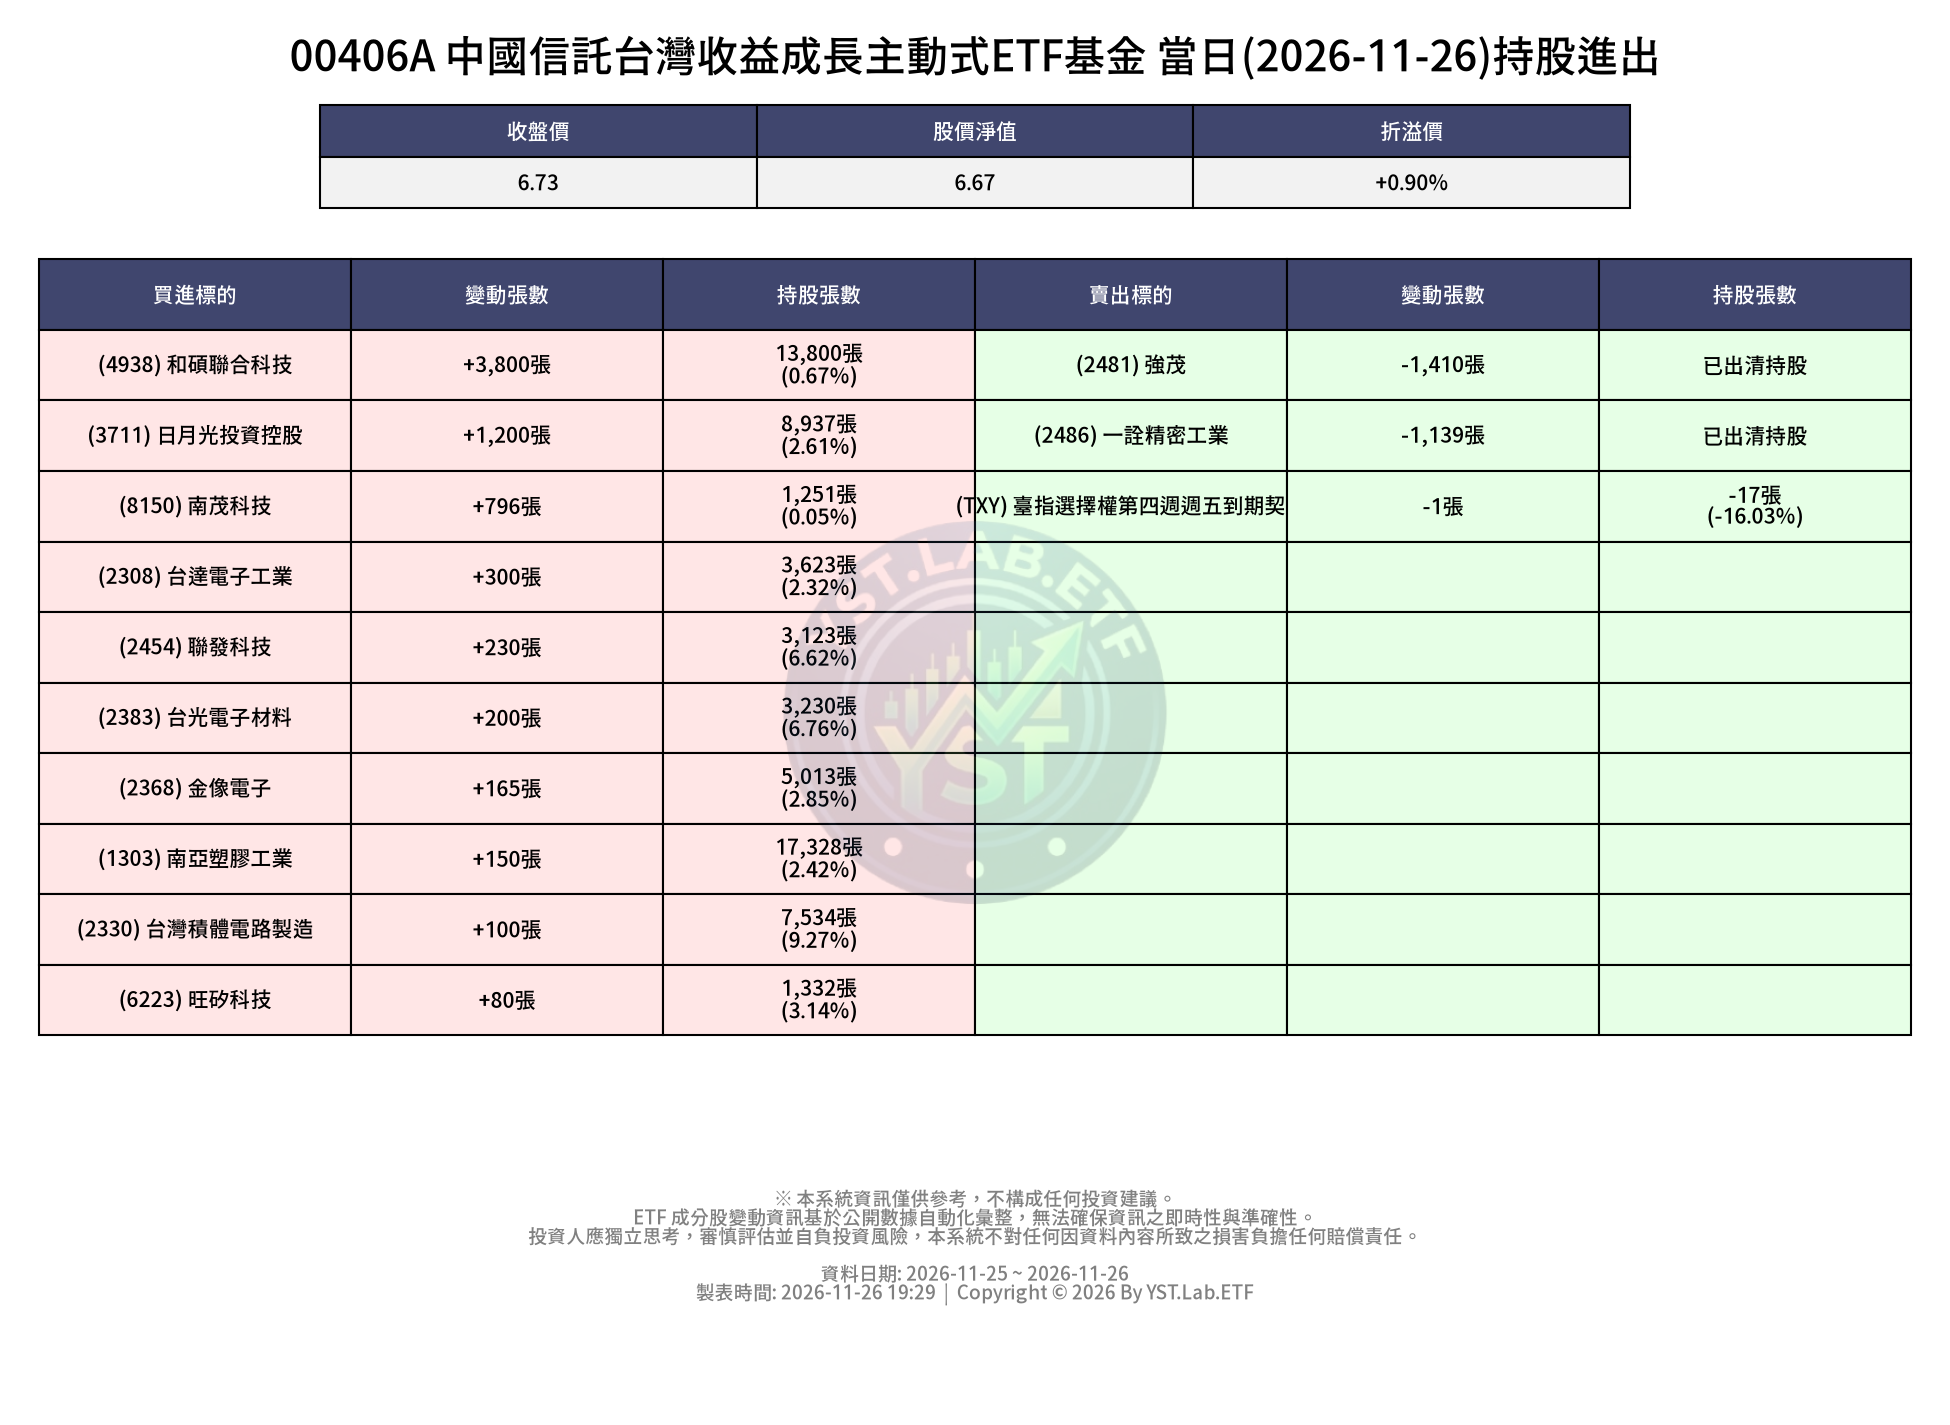 00406A 中國信託台灣收益成長主動式ETF基金 當日(2026-11-26)持股進出
收盤價 股價淨值 折溢價
6.73 6.67 +0.90%
買進標的 變動張數 持股張數 賣出標的 變動張數 持股張數
(4938) 和碩聯合科技 +3,800張 13,800張 (0.67%) (2481) 強茂 -1,410張 已出清持股
(3711) 日月光投資控股 +1,200張 8,937張 (2.61%) (2486) 一詮精密工業 -1,139張 已出清持股
(8150) 南茂科技 +796張 1,251張 (0.05%) (TXY) 臺指選擇權第四週週五到期契 -1張 -17張 (-16.03%)
(2308) 台達電子工業 +300張 3,623張 (2.32%)
(2454) 聯發科技 +230張 3,123張 (6.62%)
(2383) 台光電子材料 +200張 3,230張 (6.76%)
(2368) 金像電子 +165張 5,013張 (2.85%)
(1303) 南亞塑膠工業 +150張 17,328張 (2.42%)
(2330) 台灣積體電路製造 +100張 7,534張 (9.27%)
(6223) 旺矽科技 +80張 1,332張 (3.14%)
YST.LAB.ETF
YST
※ 本系統資訊僅供參考，不構成任何投資建議。
ETF 成分股變動資訊基於公開數據自動化彙整，無法確保資訊之即時性與準確性。
投資人應獨立思考，審慎評估並自負投資風險，本系統不對任何因資料內容所致之損害負擔任何賠償責任。
資料日期: 2026-11-25 ~ 2026-11-26
製表時間: 2026-11-26 19:29 | Copyright © 2026 By YST.Lab.ETF